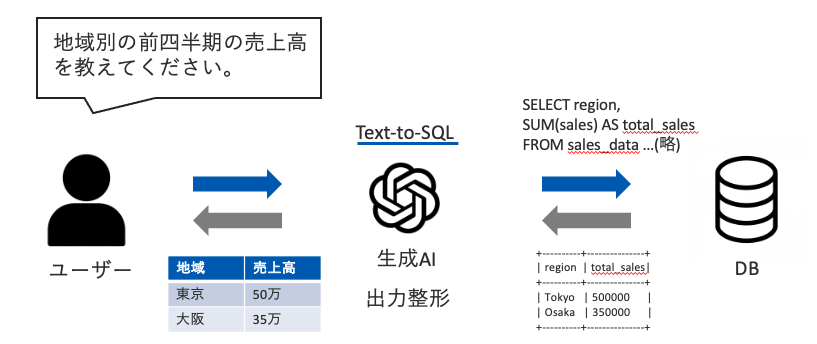 地域別の前四半期の売上高
を教えてください。
Text-to-SQL
SELECT region,
SUM(sales) AS total_sales
FROM sales_data ...(略)
ユーザー
生成AI
出力整形
DB
地域 売上高
東京 50万
大阪 35万
+----------+---------------+
| region | total_sales|
+----------+---------------+
| Tokyo | 500000 |
| Osaka | 350000 |
+----------+---------------+